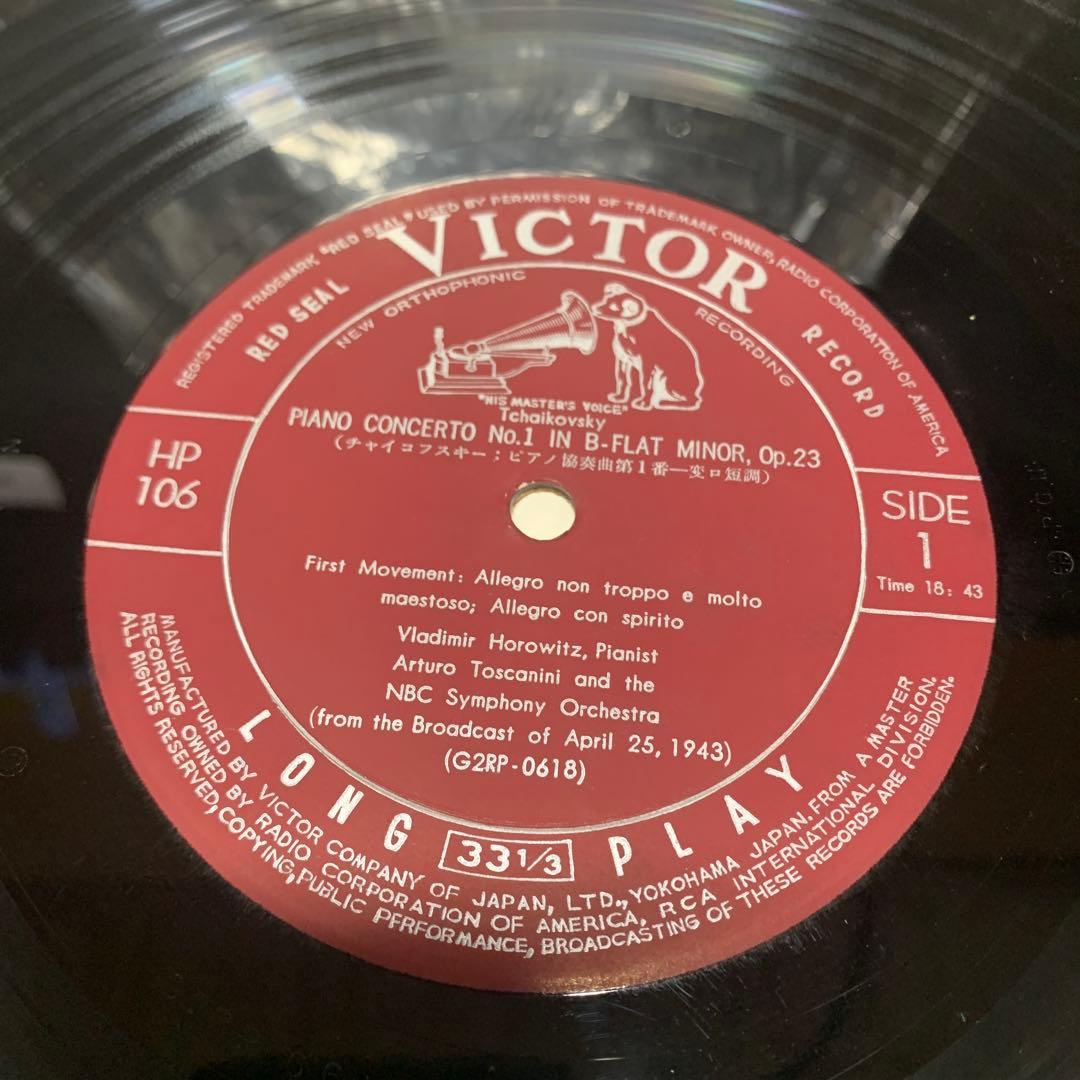 REGISTERED TRADEMARK "RED SEAL" USED BY PERMISSION OF TRADEMARK OWNER, RADIO CORPORATION OF AMERICA
VICTOR
RED SEAL
RECORD
NEW ORTHOPHONIC RECORDING
"HIS MASTER'S VOICE"
Tchaikovsky
PIANO CONCERTO No.1 IN B-FLAT MINOR, Op.23
(チャイコフスキー;ピアノ協奏曲第1番—変ロ短調)
HP
106
SIDE
1
Time 18:43
First Movement: Allegro non troppo e molto
maestoso; Allegro con spirito
Vladimir Horowitz, Pianist
Arturo Toscanini and the
NBC Symphony Orchestra
(from the Broadcast of April 25, 1943)
(G2RP-0618)
LONG 33 1/3 PLAY
MANUFACTURED BY VICTOR COMPANY OF JAPAN, LTD., YOKOHAMA JAPAN. FROM A MASTER
RECORDING OWNED BY RADIO CORPORATION OF AMERICA, RCA INTERNATIONAL DIVISION.
ALL RIGHTS RESERVED, COPYING, PUBLIC PERFORMANCE, BROADCASTING OF THESE RECORDS ARE FORBIDDEN.